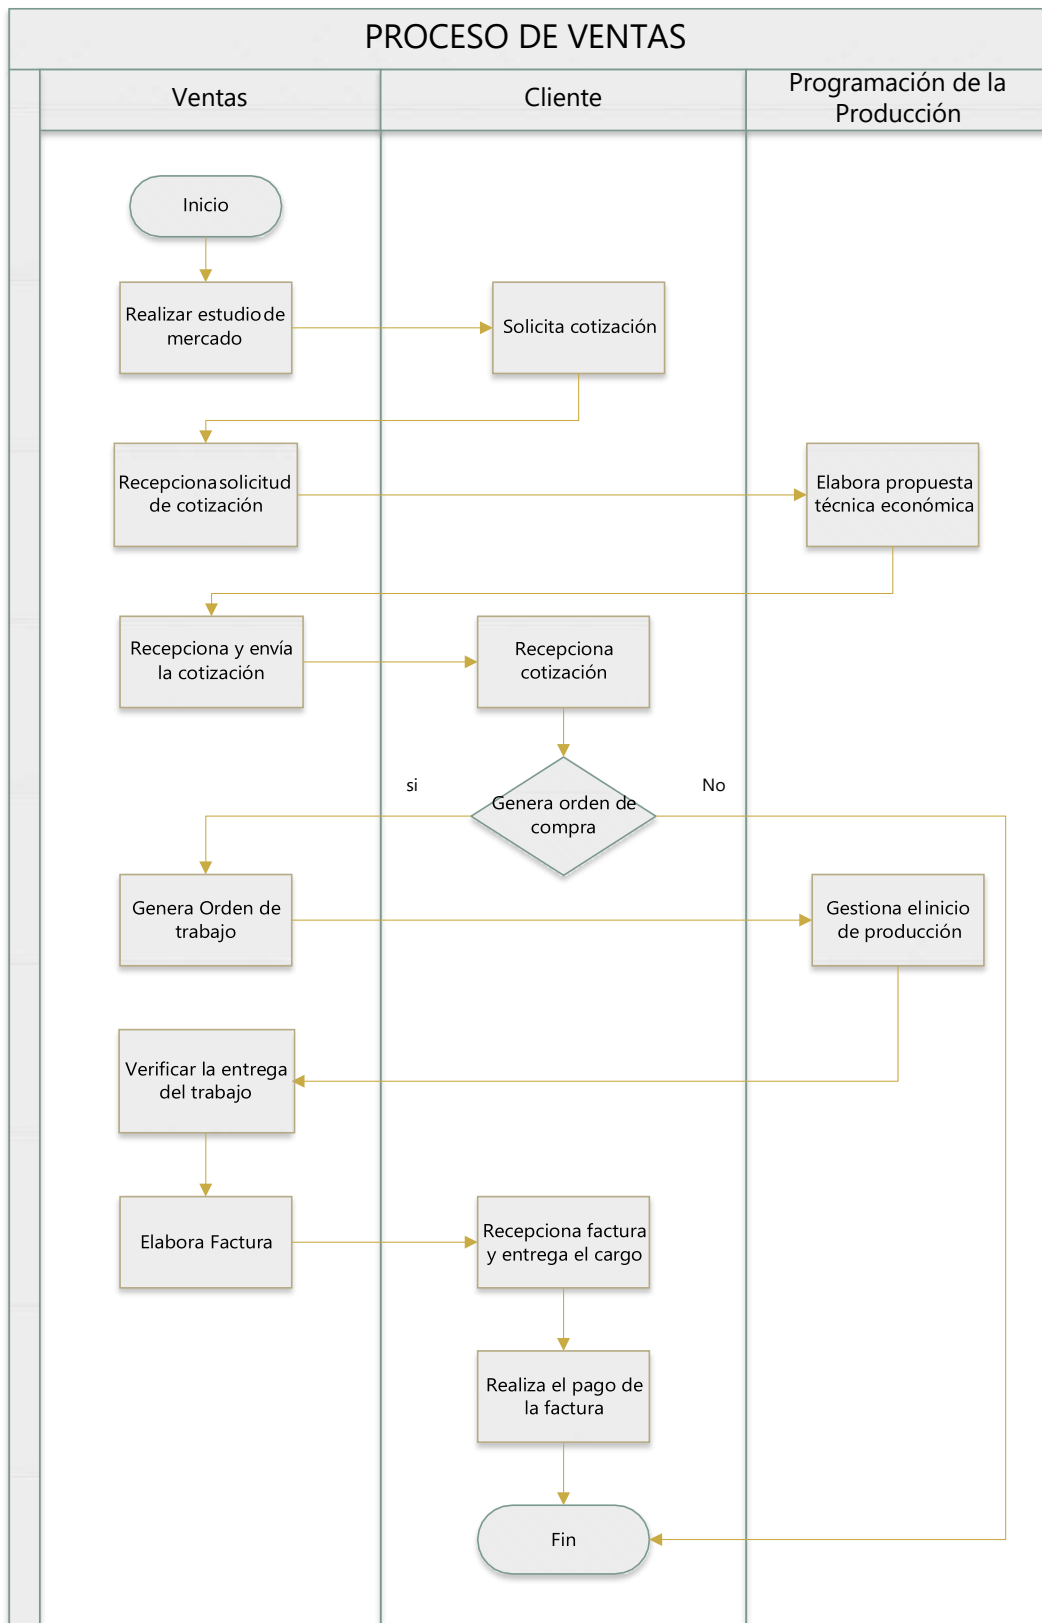 PROCESO DE VENTAS
Ventas
Cliente
Programación de la
Producción
Inicio
Realizar estudio de
mercado
Solicita cotización
Recepciona solicitud
de cotización
Elabora propuesta
técnica económica
Recepciona y envía
la cotización
Recepciona
cotización
si
No
Genera orden de
compra
Genera Orden de
trabajo
Gestiona el inicio
de producción
Verificar la entrega
del trabajo
Elabora Factura
Recepciona factura
y entrega el cargo
Realiza el pago de
la factura
Fin